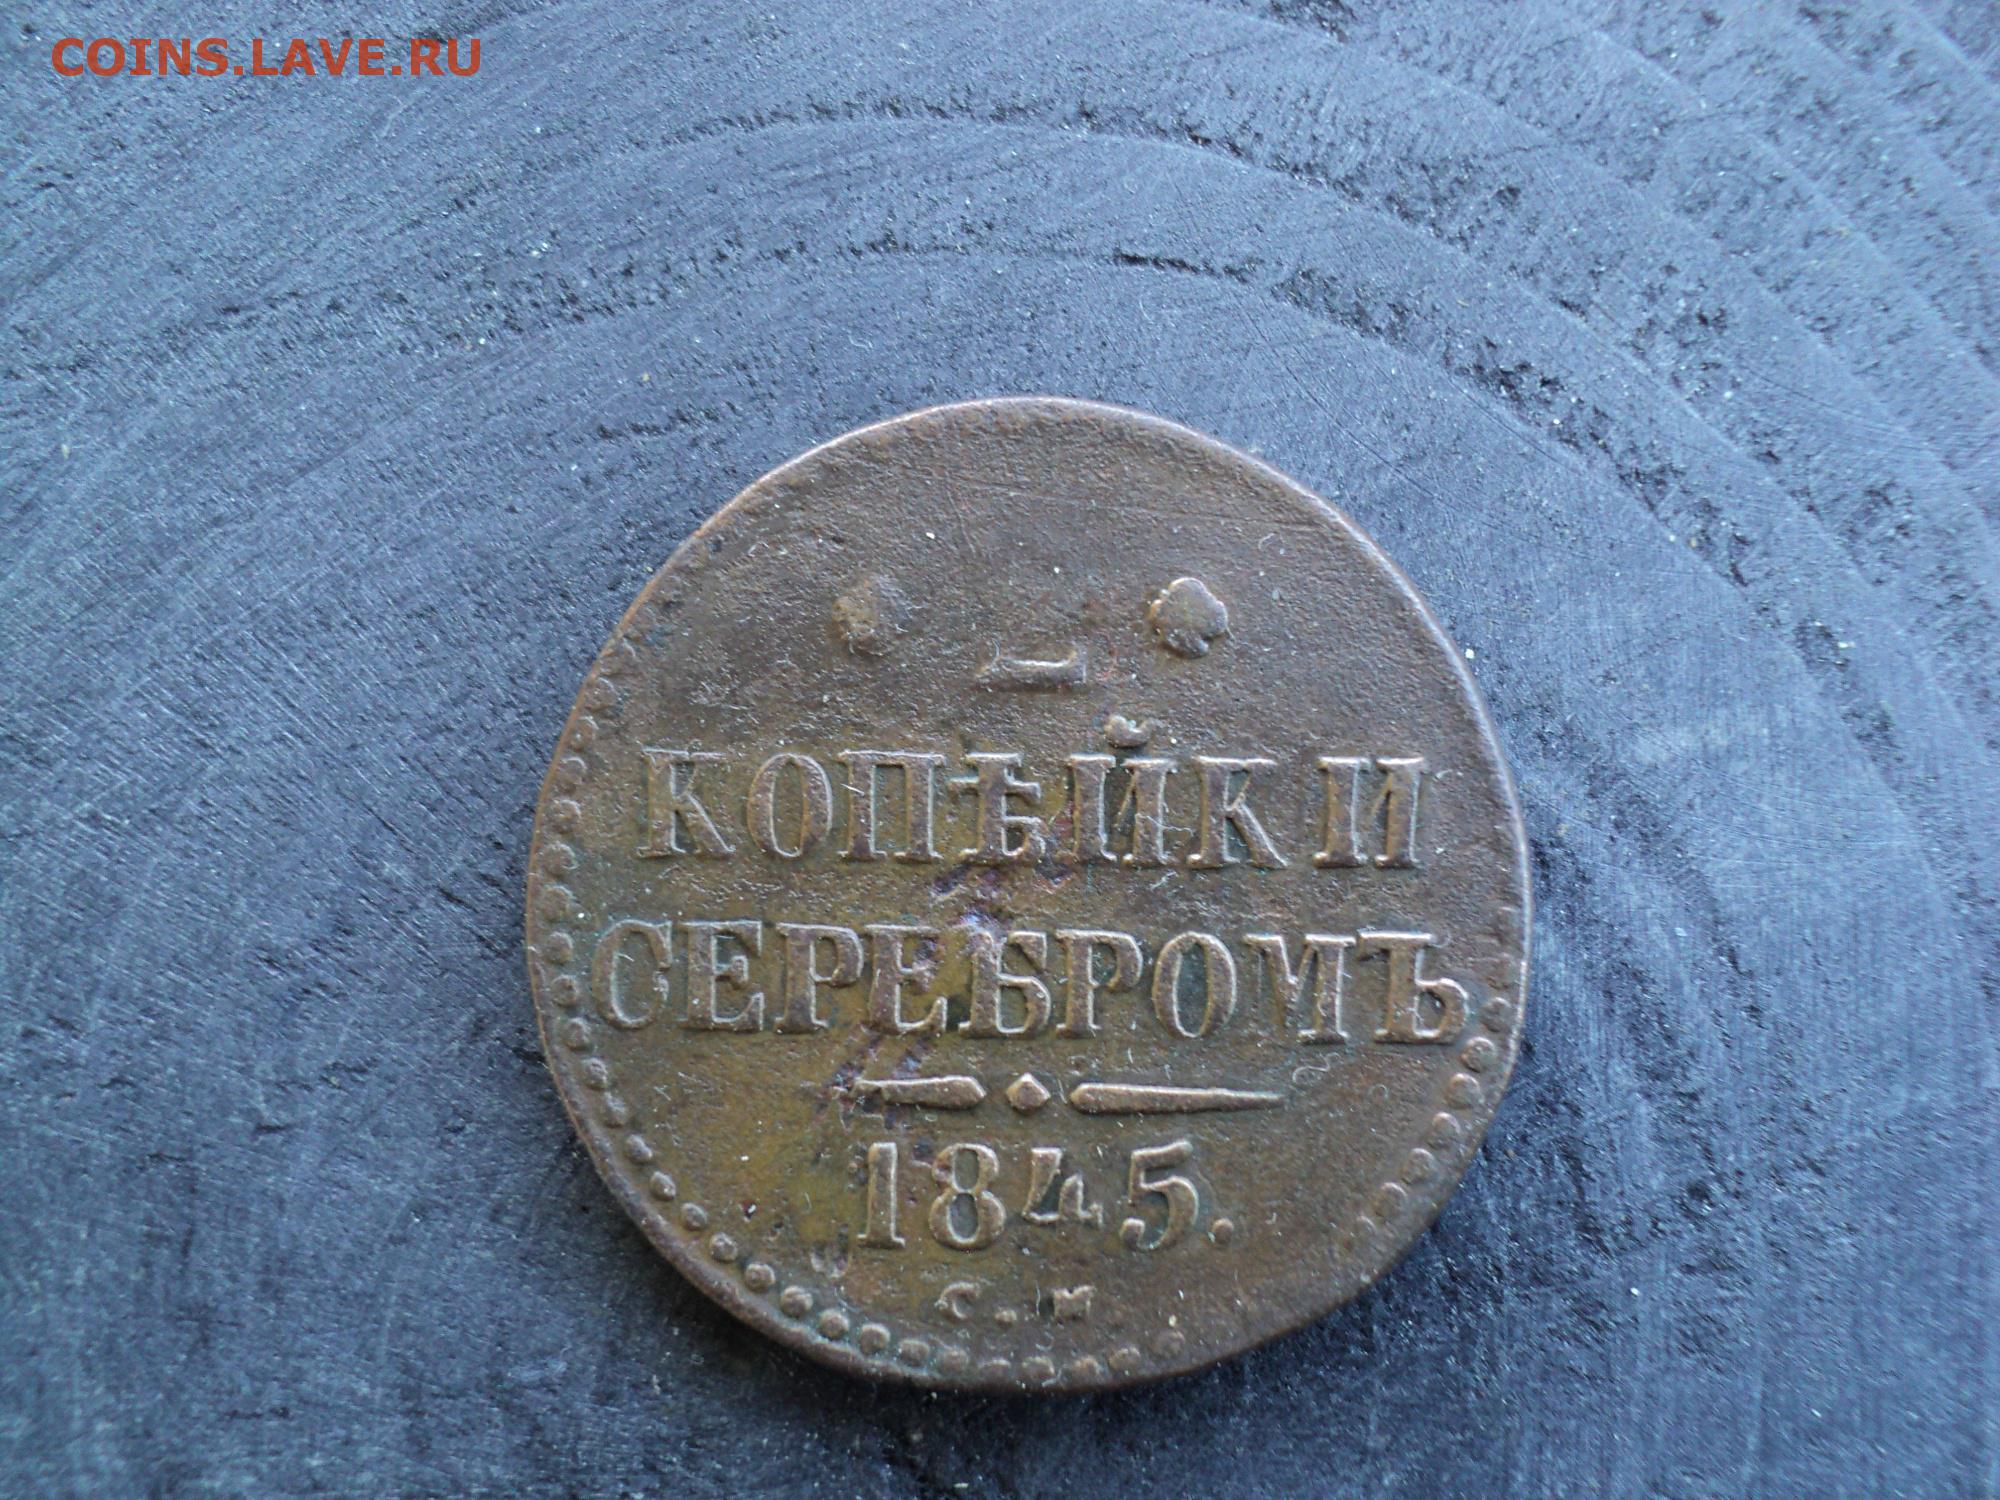 COINS.LAVE.RU
КОПѢЙКИ
СЕРЕБРОМЪ
1845.
С.М